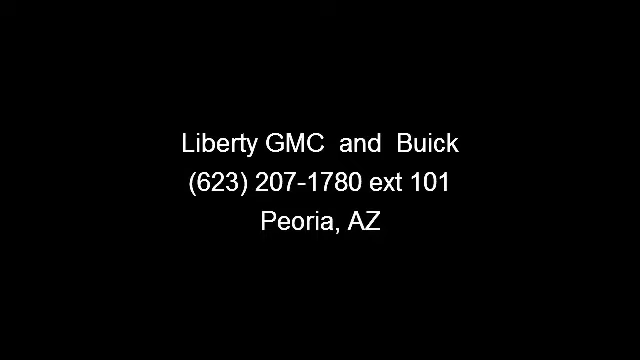 Liberty GMC  and  Buick
(623) 207-1780 ext 101
Peoria, AZ